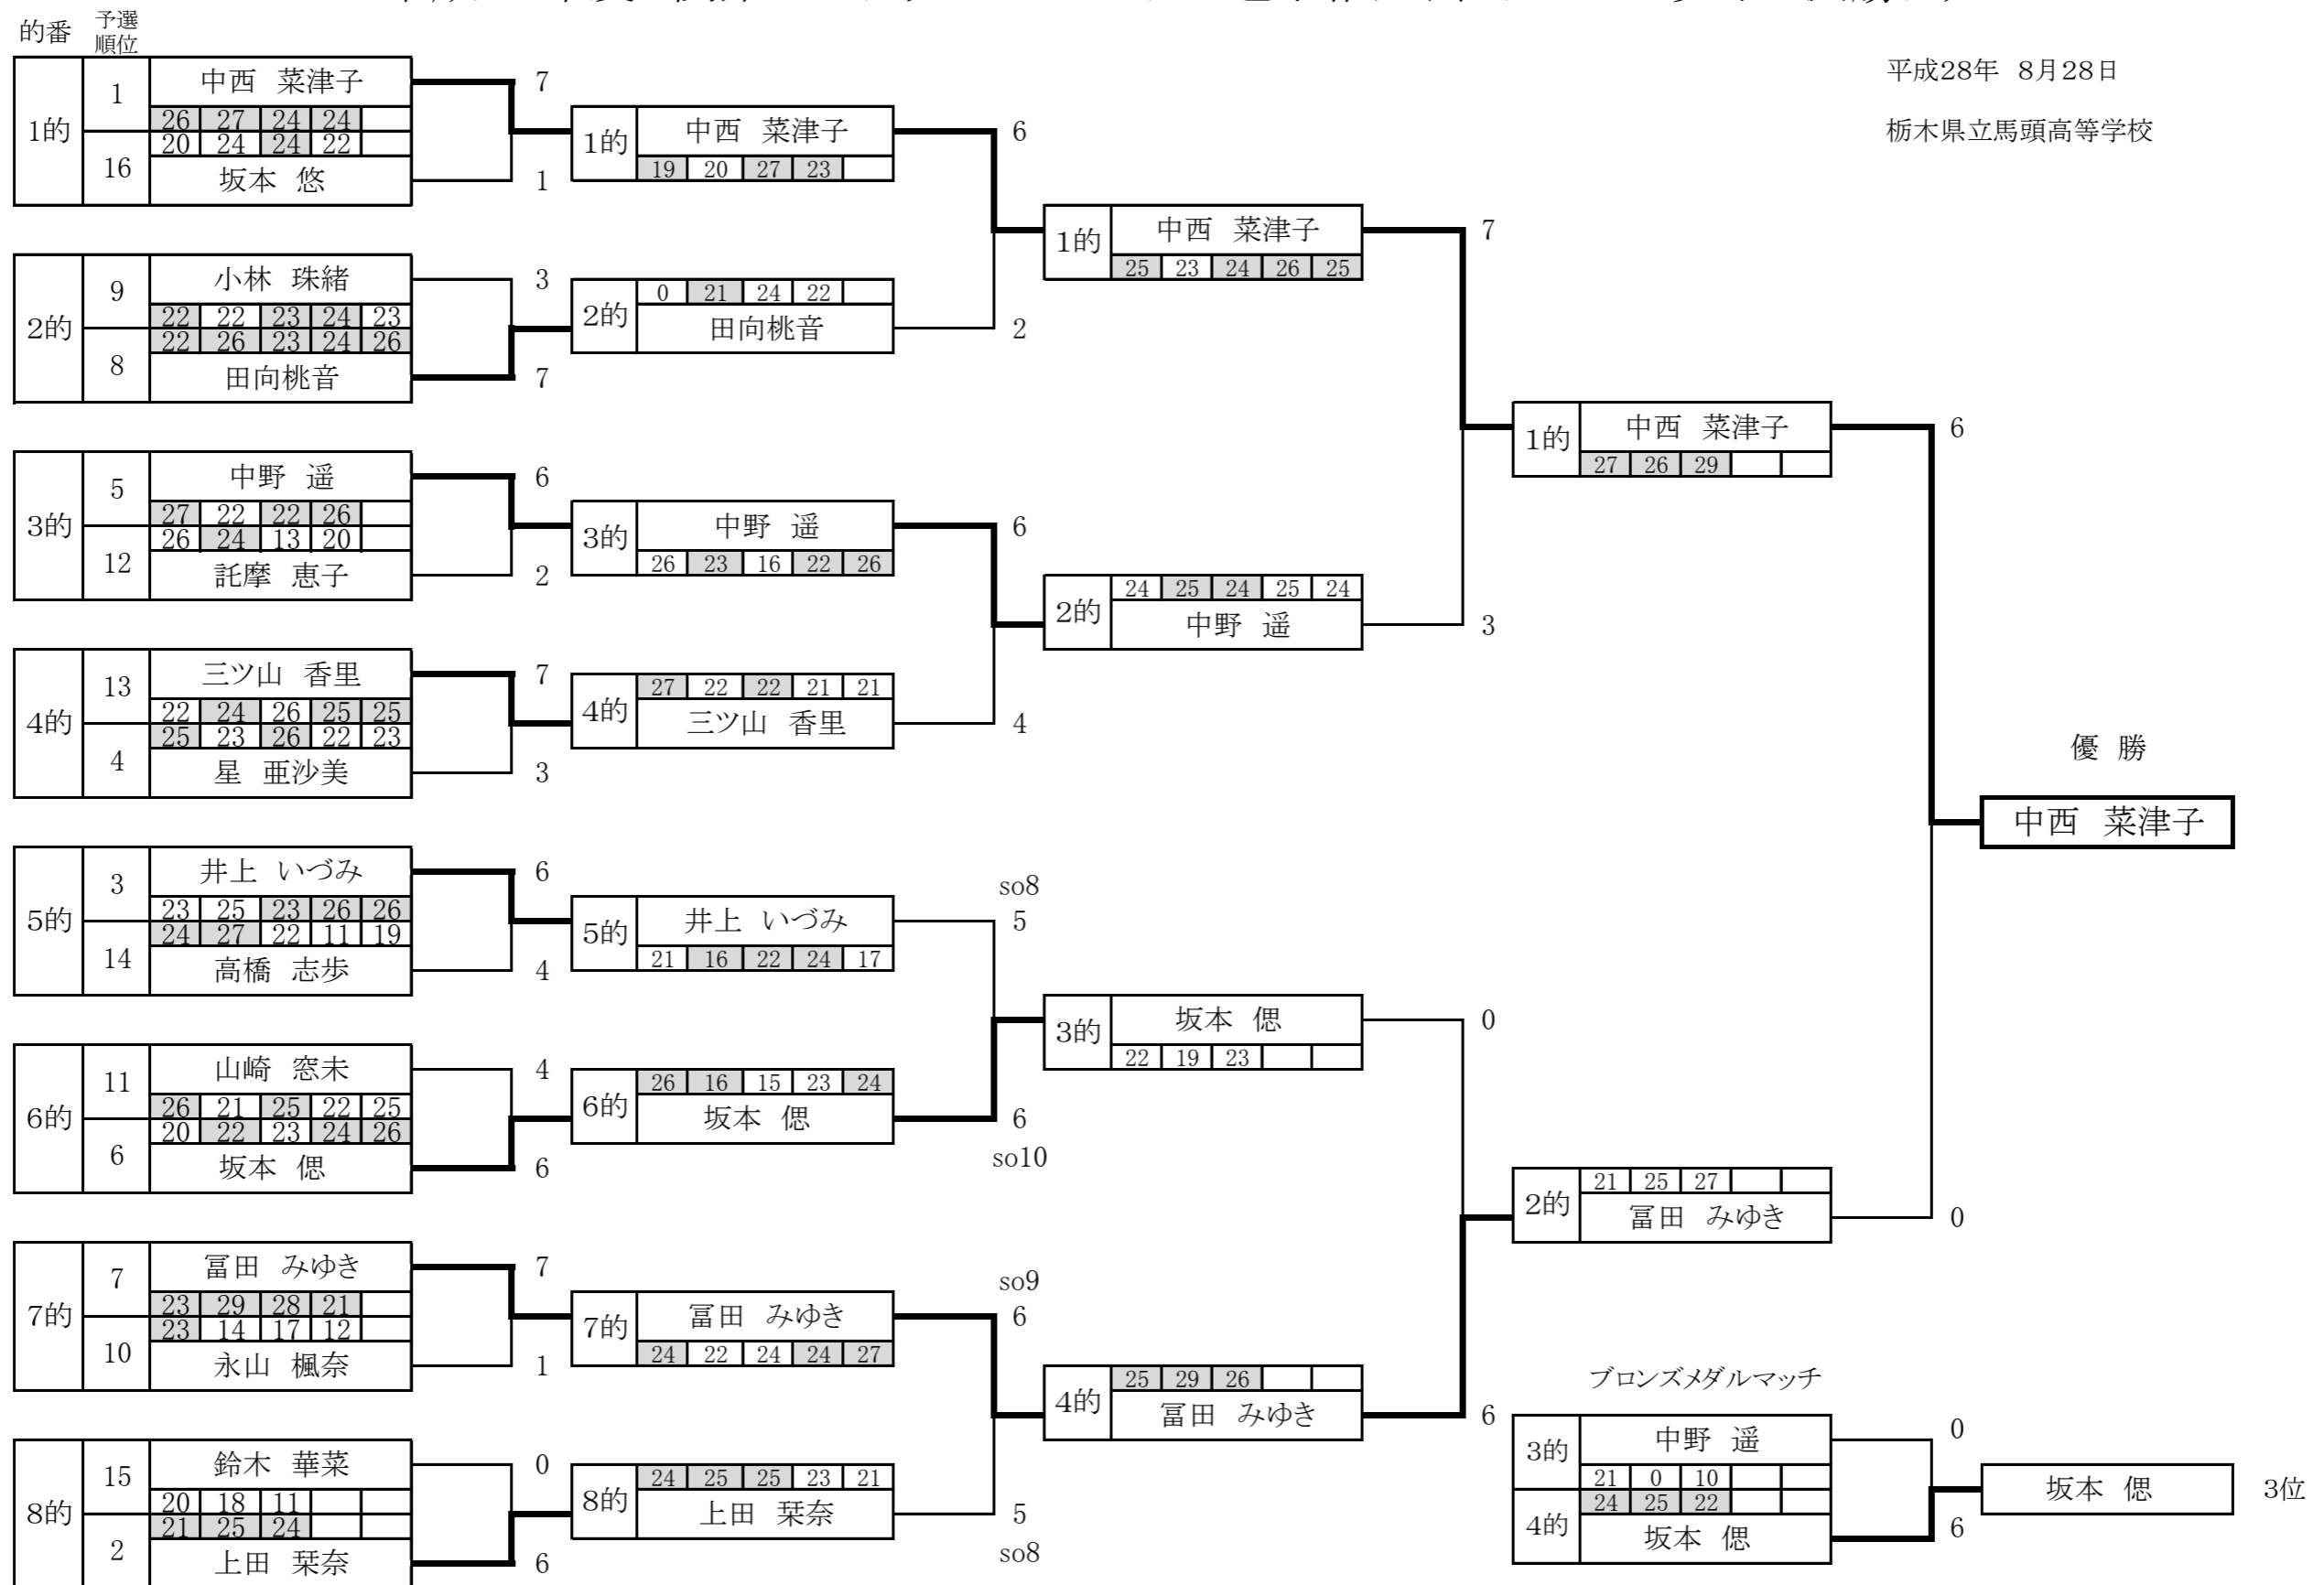 的番 予選順位
平成28年 8月28日
栃木県立馬頭高等学校
1的 1 中西 菜津子 7
26 27 24 24
20 24 24 22
16 坂本 悠 1
2的 9 小林 珠緒 3
22 22 23 24 23
22 26 23 24 26
8 田向桃音 7
3的 5 中野 遥 6
27 22 22 26
26 24 13 20
12 託摩 恵子 2
4的 13 三ツ山 香里 7
22 24 26 25 25
25 23 26 22 23
4 星 亜沙美 3
5的 3 井上 いづみ 6
23 25 23 26 26
24 27 22 11 19
14 高橋 志歩 4
6的 11 山崎 窓未 4
26 21 25 22 25
20 22 23 24 26
6 坂本 偲 6
7的 7 冨田 みゆき 7
23 29 28 21
23 14 17 12
10 永山 楓奈 1
8的 15 鈴木 華菜 0
20 18 11
21 25 24
2 上田 栞奈 6
1的 中西 菜津子 6
19 20 27 23
2的 0 21 24 22
田向桃音 2
3的 中野 遥 6
26 23 16 22 26
4的 27 22 22 21 21
三ツ山 香里 4
so8
5的 井上 いづみ 5
21 16 22 24 17
6的 26 16 15 23 24
坂本 偲 6
so10
so9
7的 冨田 みゆき 6
24 22 24 24 27
8的 24 25 25 23 21
上田 栞奈 5
so8
1的 中西 菜津子 7
25 23 24 26 25
2的 24 25 24 25 24
中野 遥 3
3的 坂本 偲 0
22 19 23
4的 25 29 26
冨田 みゆき 6
1的 中西 菜津子 6
27 26 29
2的 21 25 27
冨田 みゆき 0
優 勝
中西 菜津子
ブロンズメダルマッチ
3的 中野 遥 0
21 0 10
24 25 22
4的 坂本 偲 6
坂本 偲 3位